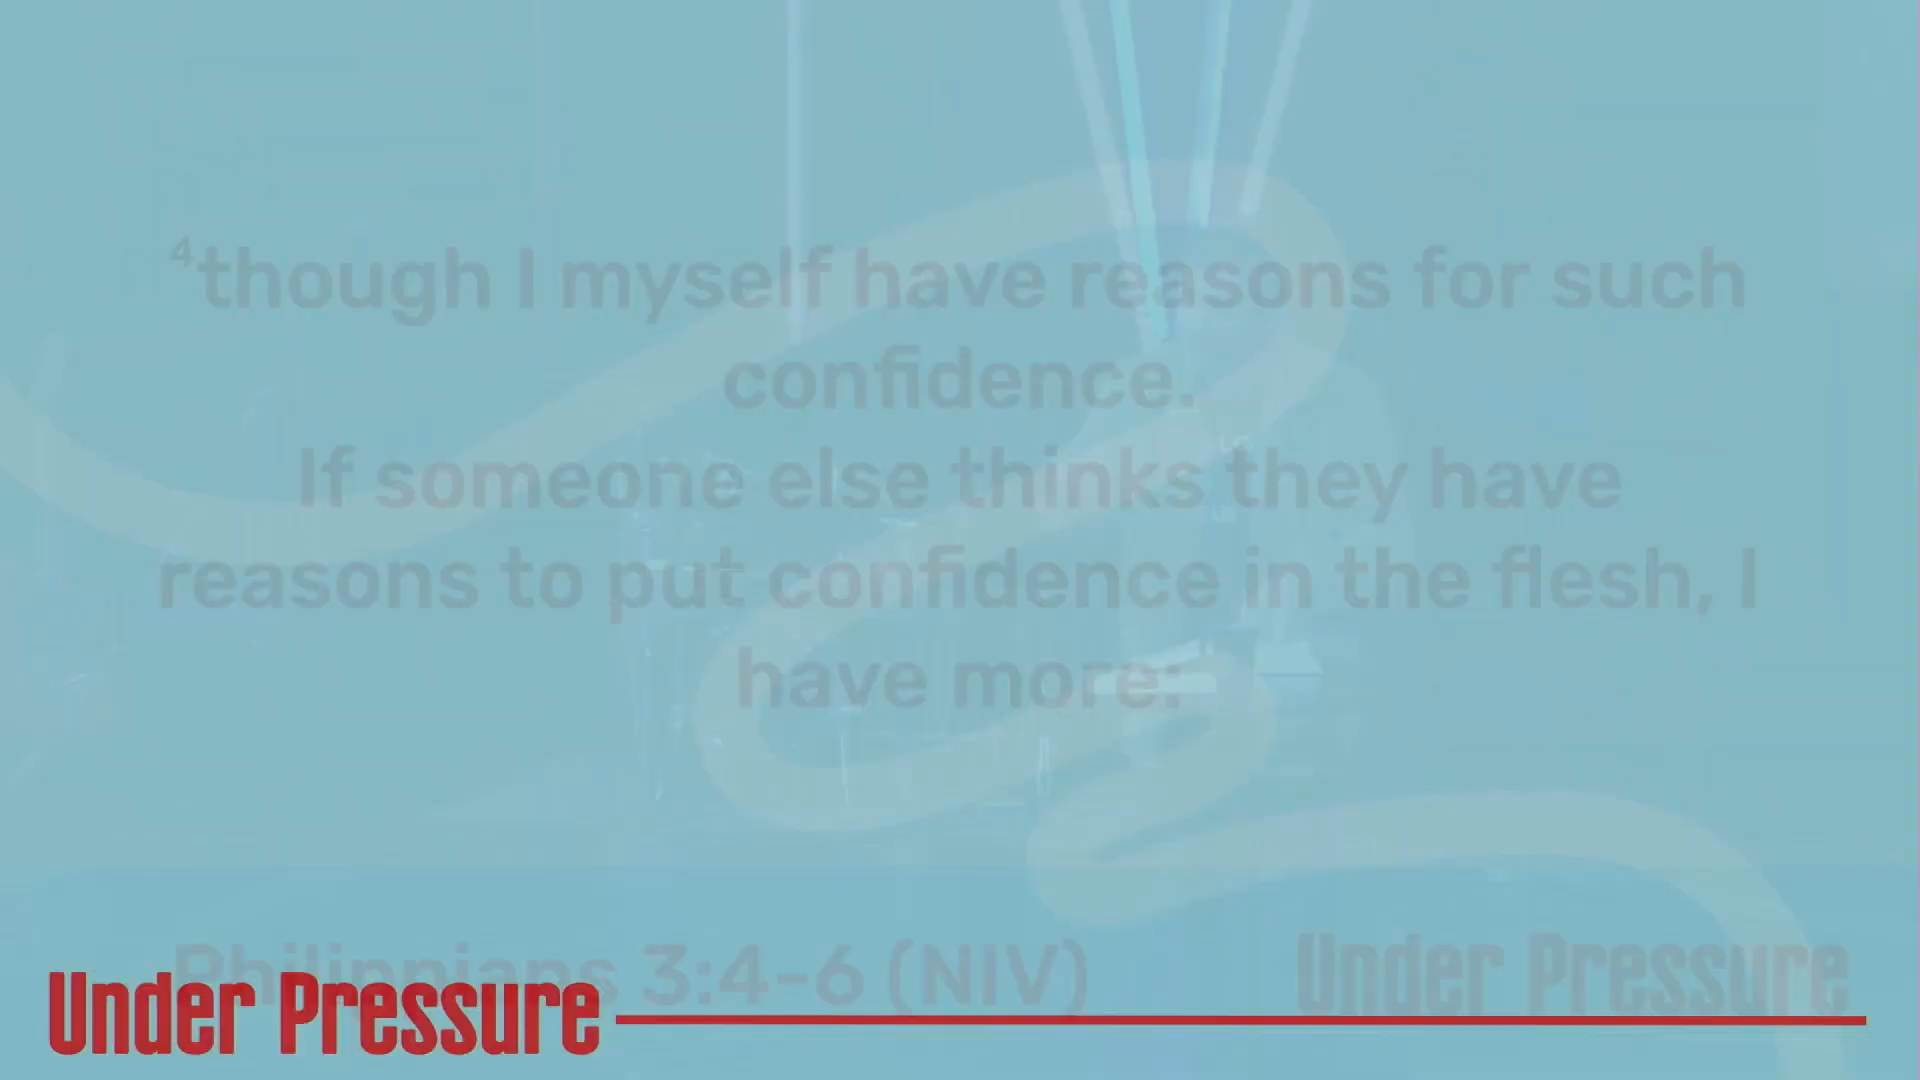 ⁴though I myself have reasons for such
confidence.
If someone else thinks they have
reasons to put confidence in the flesh, I
have more:
Philippians 3:4-6 (NIV)
Under Pressure
Under Pressure